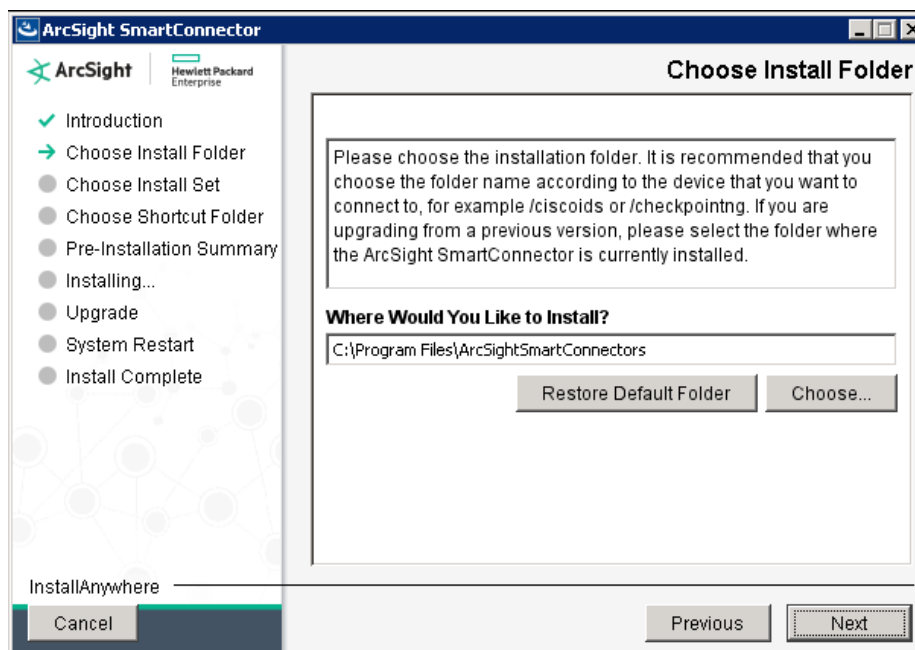 ArcSight SmartConnector
ArcSight
Hewlett Packard
Enterprise
Choose Install Folder
Introduction
Choose Install Folder
Choose Install Set
Choose Shortcut Folder
Pre-Installation Summary
Installing...
Upgrade
System Restart
Install Complete
Please choose the installation folder. It is recommended that you
choose the folder name according to the device that you want to
connect to, for example /ciscoids or /checkpointng. If you are
upgrading from a previous version, please select the folder where
the ArcSight SmartConnector is currently installed.
Where Would You Like to Install?
C:\Program Files\ArcSightSmartConnectors
Restore Default Folder
Choose...
InstallAnywhere
Cancel
Previous
Next